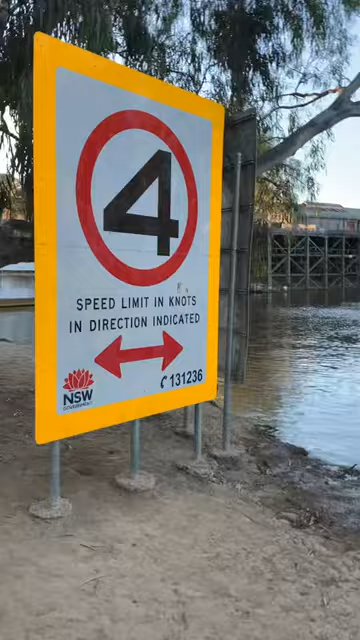 4
SPEED LIMIT IN KNOTS
IN DIRECTION INDICATED
NSW
GOVERNMENT
131236